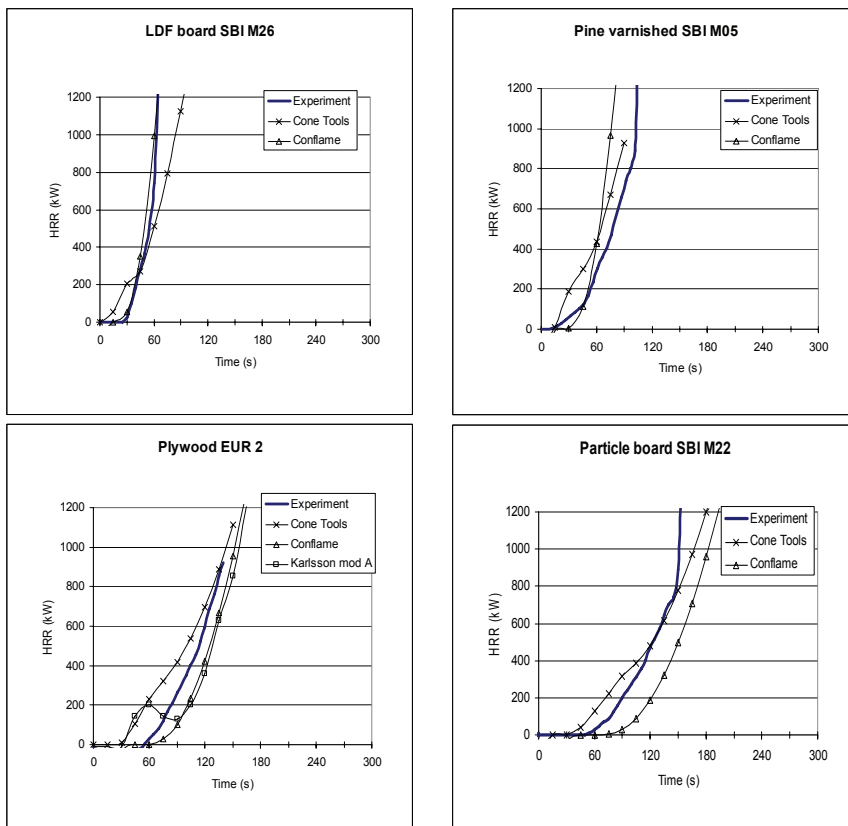 LDF board SBI M26
1200
1000
800
600
400
200
0
HRR (kW)
0 60 120 180 240 300
Time (s)
Experiment
Cone Tools
Conflame
Pine varnished SBI M05
1200
1000
800
600
400
200
0
HRR (kW)
0 60 120 180 240 300
Time (s)
Experiment
Cone Tools
Conflame
Plywood EUR 2
1200
1000
800
600
400
200
0
HRR (kW)
0 60 120 180 240 300
Time (s)
Experiment
Cone Tools
Conflame
Karlsson mod A
Particle board SBI M22
1200
1000
800
600
400
200
0
HRR (kW)
0 60 120 180 240 300
Time (s)
Experiment
Cone Tools
Conflame